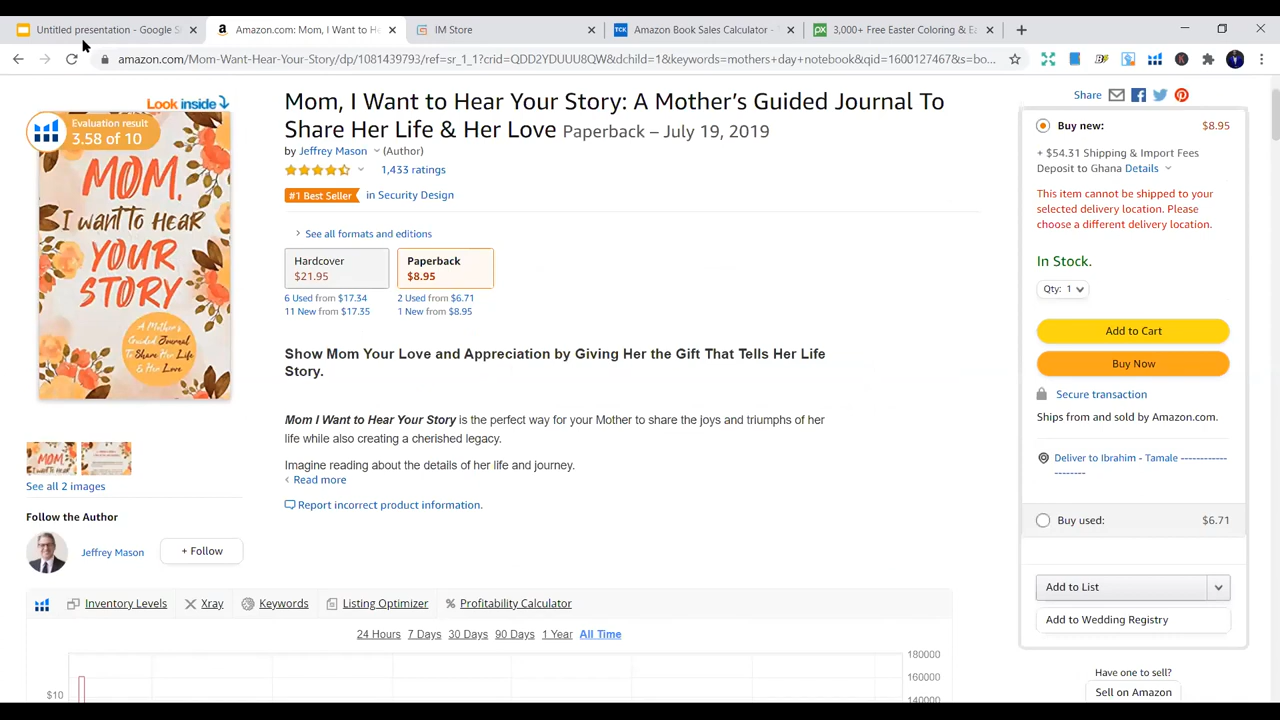 Untitled presentation - Google S
Amazon.com: Mom, I Want to He
IM Store
Amazon Book Sales Calculator -
3,000+ Free Easter Coloring & Ea
amazon.com/Mom-Want-Hear-Your-Story/dp/1081439793/ref=sr_1_1?crid=QDDDYDUUU8QW&dchild=1&keywords=mothers+day+notebook&qid=1600127467&s=bo...
Look inside
Evaluation result
3.58 of 10
MOM,
I WANT to HEAR
YOUR
STORY
A Mother's
Guided Journal
To Share Her Life
& Her Love
See all 2 images
Follow the Author
Jeffrey Mason
+ Follow
Mom, I Want to Hear Your Story: A Mother's Guided Journal To
Share Her Life & Her Love Paperback – July 19, 2019
by Jeffrey Mason (Author)
1,433 ratings
#1 Best Seller in Security Design
See all formats and editions
Hardcover
$21.95
Paperback
$8.95
6 Used from $17.34
11 New from $17.35
2 Used from $6.71
1 New from $8.95
Show Mom Your Love and Appreciation by Giving Her the Gift That Tells Her Life
Story.
Mom I Want to Hear Your Story is the perfect way for your Mother to share the joys and triumphs of her
life while also creating a cherished legacy.
Imagine reading about the details of her life and journey.
Read more
Report incorrect product information.
Share
Buy new: $8.95
+ $54.31 Shipping & Import Fees
Deposit to Ghana Details
This item cannot be shipped to your
selected delivery location. Please
choose a different delivery location.
In Stock.
Qty: 1
Add to Cart
Buy Now
Secure transaction
Ships from and sold by Amazon.com.
Deliver to Ibrahim - Tamale ------------------
--------
Buy used: $6.71
Add to List
Add to Wedding Registry
Have one to sell?
Sell on Amazon
Inventory Levels
Xray
Keywords
Listing Optimizer
Profitability Calculator
24 Hours 7 Days 30 Days 90 Days 1 Year All Time
180000
160000
140000
$10